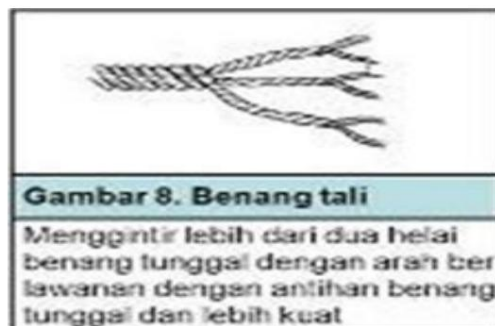 Gambar 8. Benang tali
Menggintir lebih dari dua helai
benang tunggal dengan arah ber
lawanan dengan antihan benang
tunggal dan lebih kuat